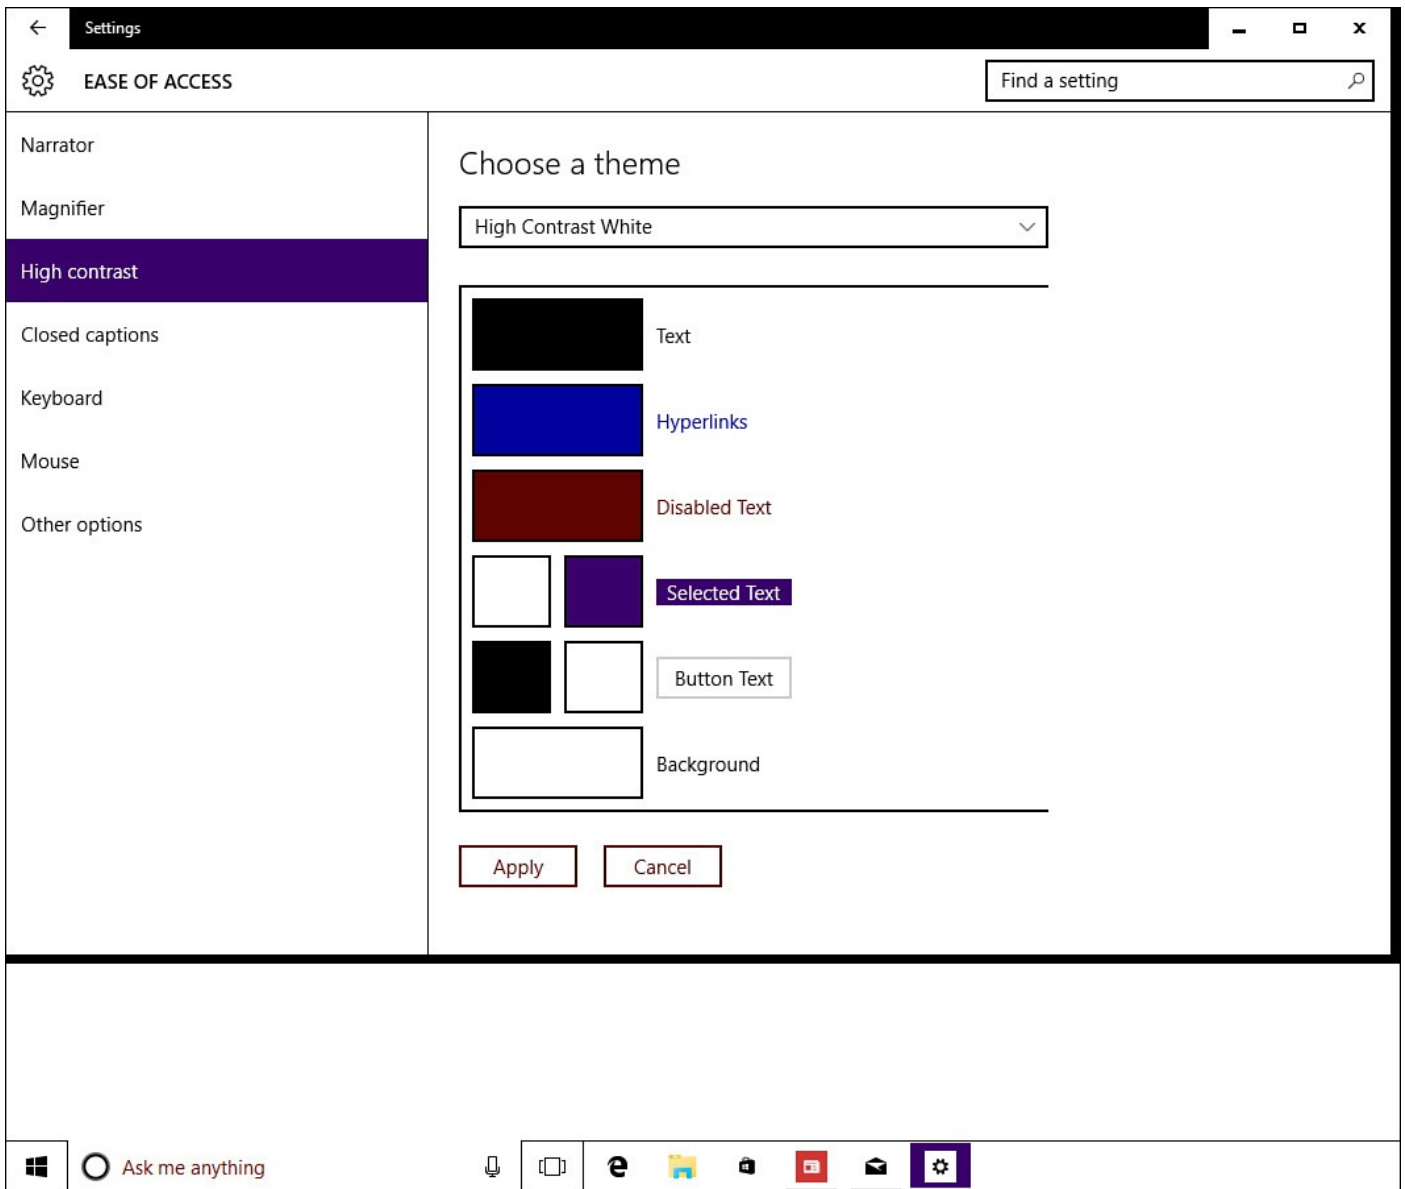 Settings
EASE OF ACCESS
Find a setting
Narrator
Magnifier
High contrast
Closed captions
Keyboard
Mouse
Other options
Choose a theme
High Contrast White
Text
Hyperlinks
Disabled Text
Selected Text
Button Text
Background
Apply
Cancel
Ask me anything